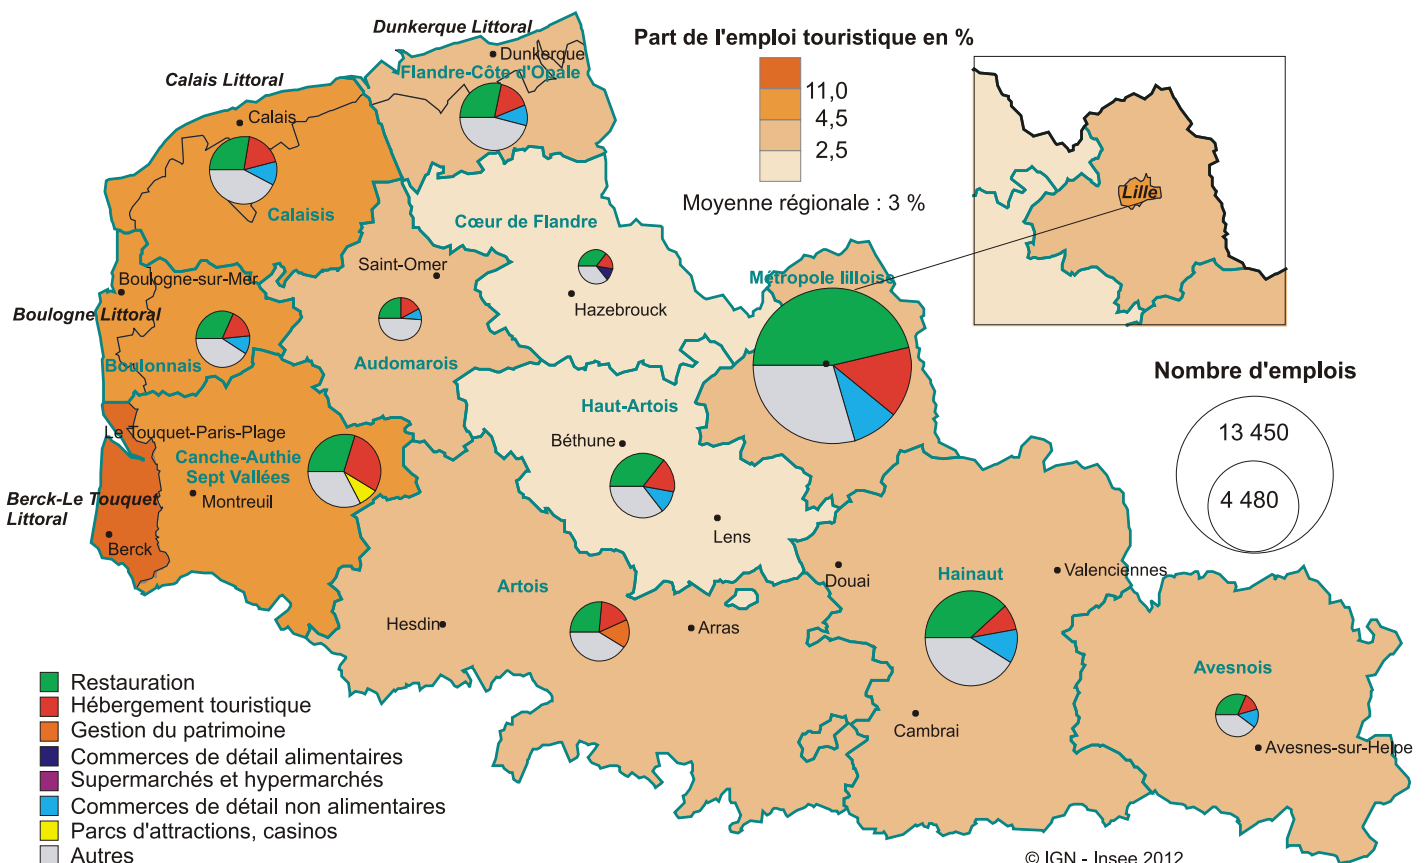 Dunkerque Littoral
Part de l'emploi touristique en %
Dunkerque
Flandre-Côte d'Opale
Calais Littoral
11,0
4,5
2,5
Calais
Moyenne régionale : 3 %
Lille
Calaisis
Cœur de Flandre
Saint-Omer
Boulogne-sur-Mer
Métropole lilloise
Hazebrouck
Boulogne Littoral
Boulonnais
Audomarois
Nombre d'emplois
13 450
4 480
Haut-Artois
Le Touquet-Paris-Plage
Béthune
Canche-Authie
Sept Vallées
Montreuil
Berck-Le Touquet
Littoral
Berck
Lens
Douai
Hainaut
Valenciennes
Artois
Hesdin
Arras
Avesnois
Cambrai
Avesnes-sur-Helpe
Restauration
Hébergement touristique
Gestion du patrimoine
Commerces de détail alimentaires
Supermarchés et hypermarchés
Commerces de détail non alimentaires
Parcs d'attractions, casinos
Autres
© IGN - Insee 2012